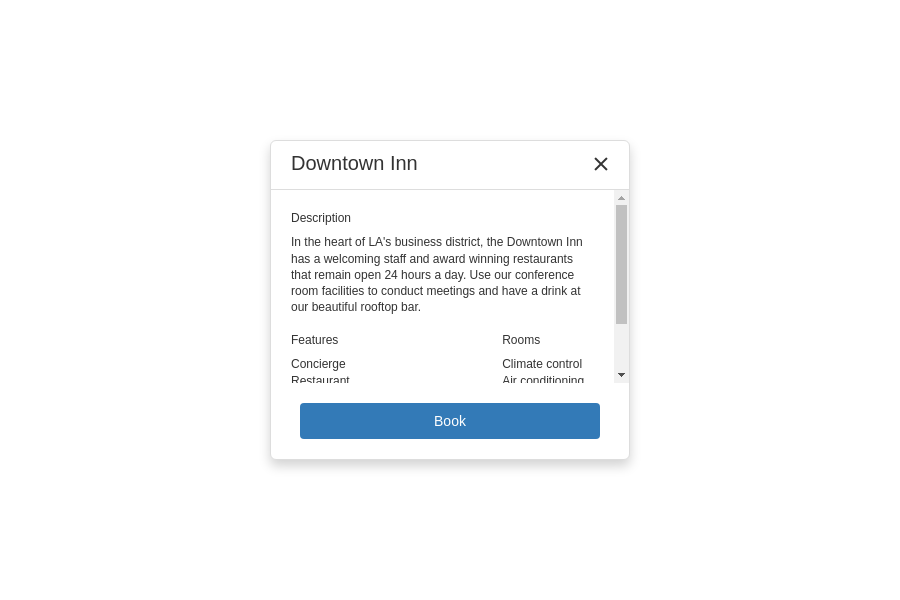 Downtown Inn
Description
In the heart of LA's business district, the Downtown Inn
has a welcoming staff and award winning restaurants
that remain open 24 hours a day. Use our conference
room facilities to conduct meetings and have a drink at
our beautiful rooftop bar.
Features
Rooms
Concierge
Climate control
Restaurant
Air conditioning
Book